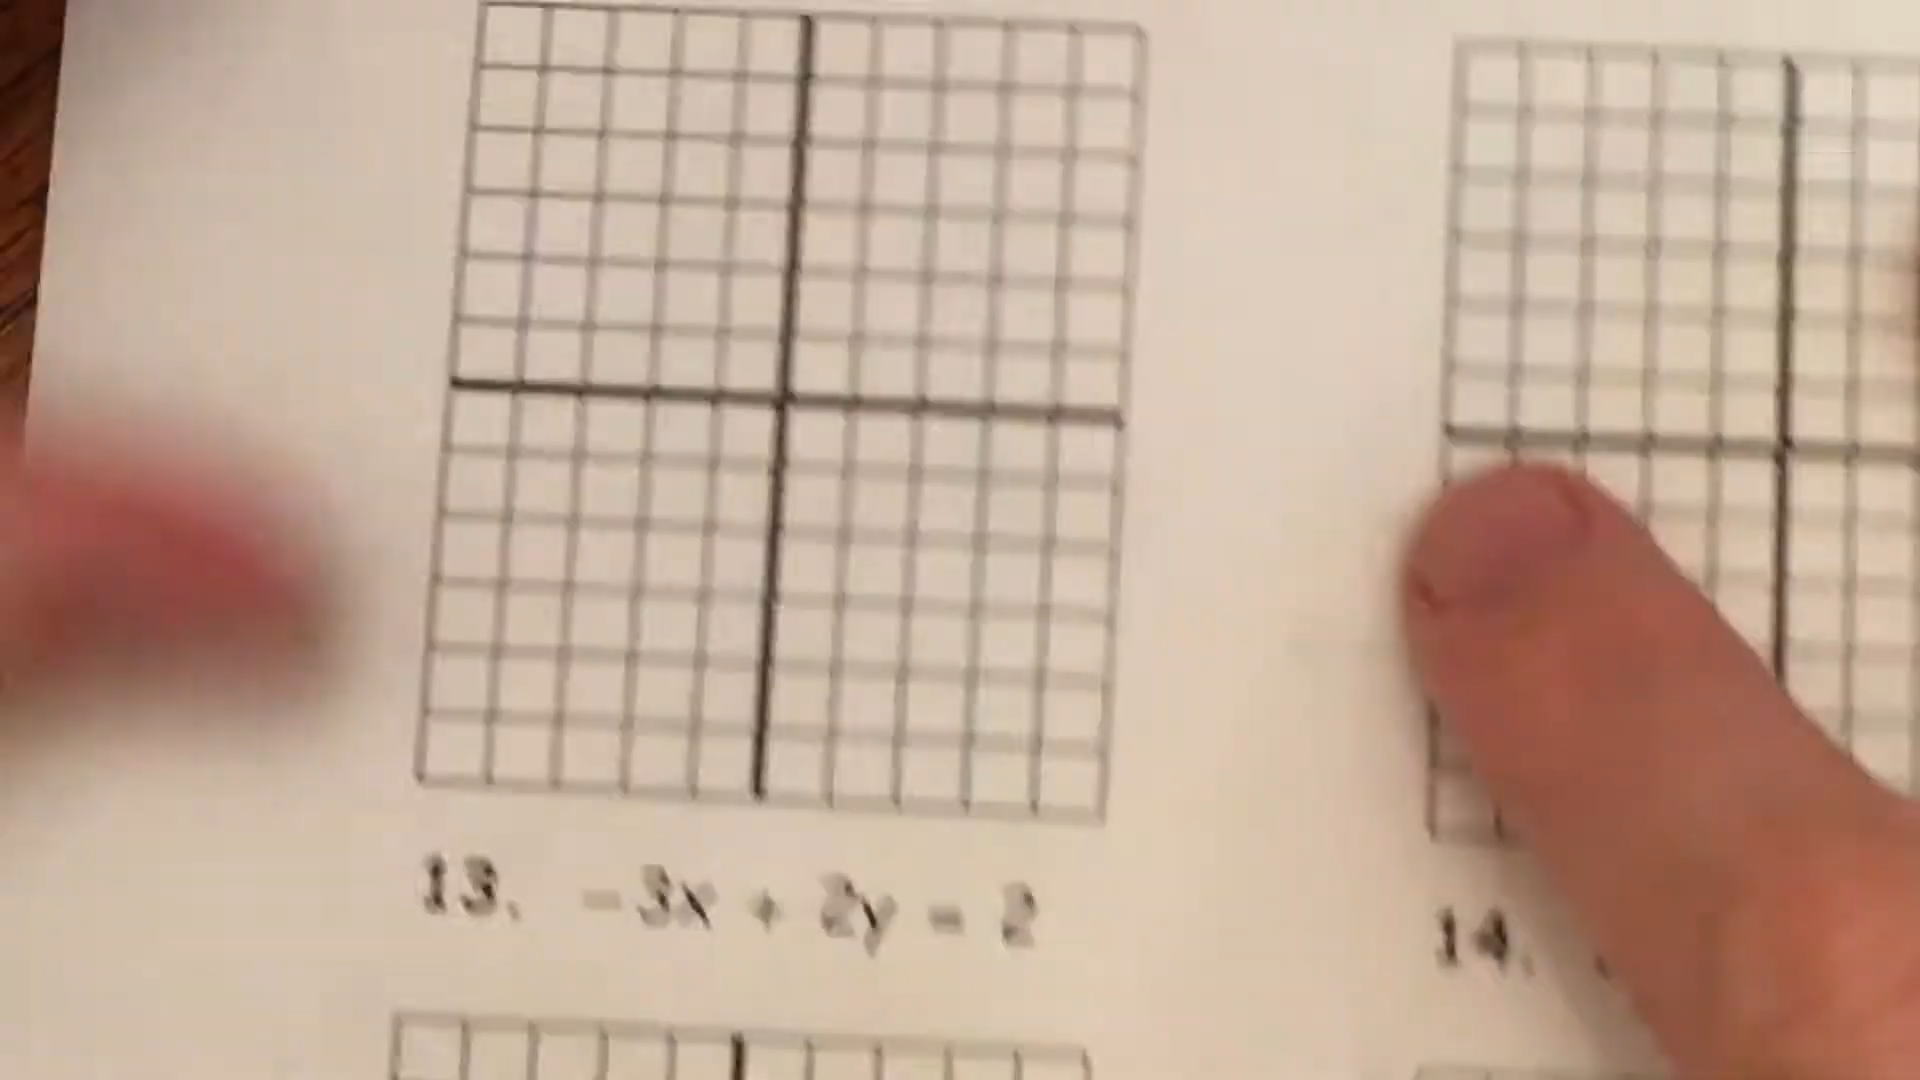 13. -3x + 2y = 2
14.